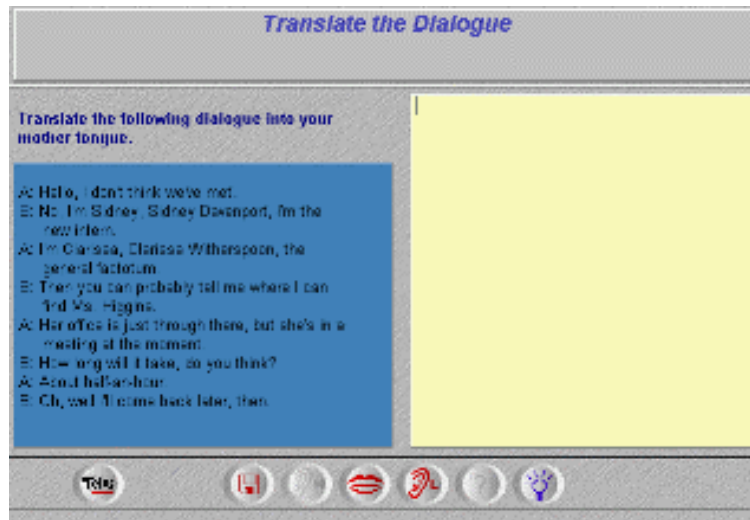 Translate the Dialogue
Translate the following dialogue into your
mother tongue.
A: Hello, I don't think we've met.
B: No, I'm Sidney, Sidney Davenport, I'm the
new intern.
A: I'm Clarissa, Clarissa Witherspoon, the
general factotum.
B: Then you can probably tell me where I can
find Ms. Higgins.
A: Her office is just through there, but she's in a
meeting at the moment.
B: How long will it take, do you think?
A: About half-an-hour.
B: Oh, well I'll come back later, then.